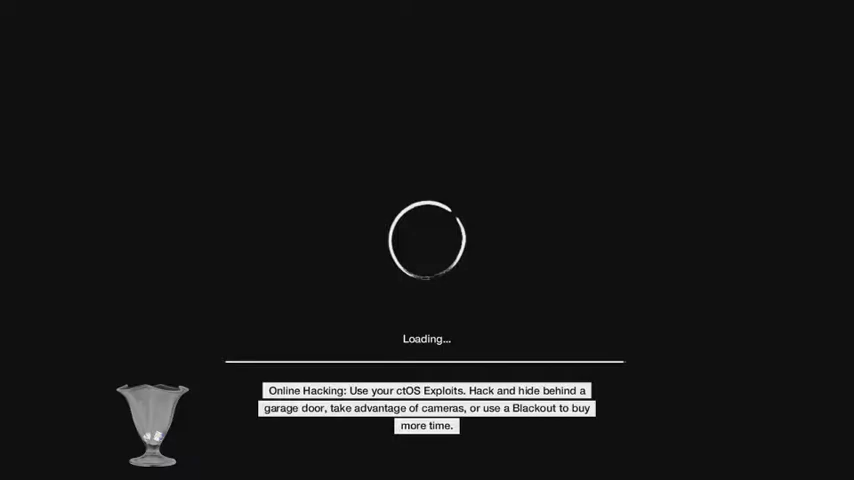 Loading...
Online Hacking: Use your ctOS Exploits. Hack and hide behind a
garage door, take advantage of cameras, or use a Blackout to buy
more time.